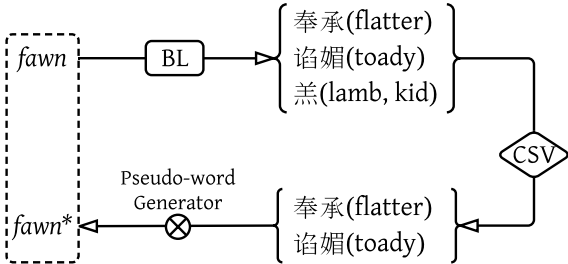 fawn
BL
奉承(flatter)
谄媚(toady)
羔(lamb, kid)
CSV
Pseudo-word
Generator
fawn*
奉承(flatter)
谄媚(toady)